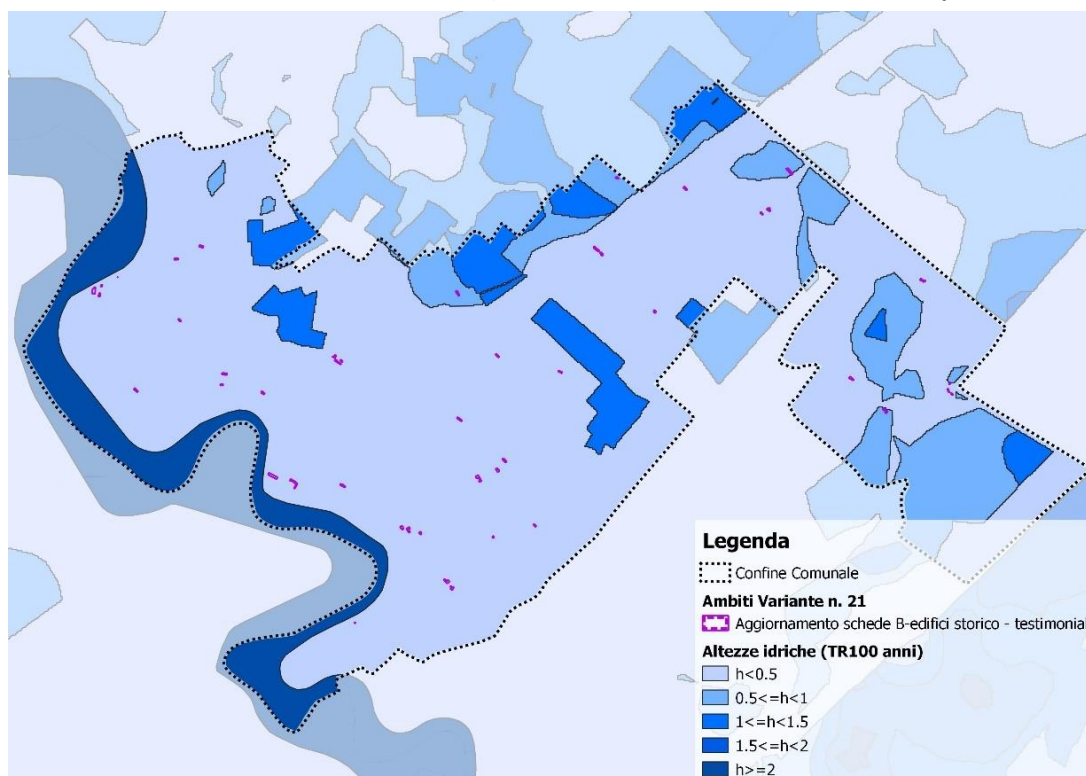 Legenda
Confine Comunale
Ambiti Variante n. 21
Aggiornamento schede B-edifici storico - testimonial
Altezze idriche (TR100 anni)
h<0.5
0.5<=h<1
1<=h<1.5
1.5<=h<2
h>=2